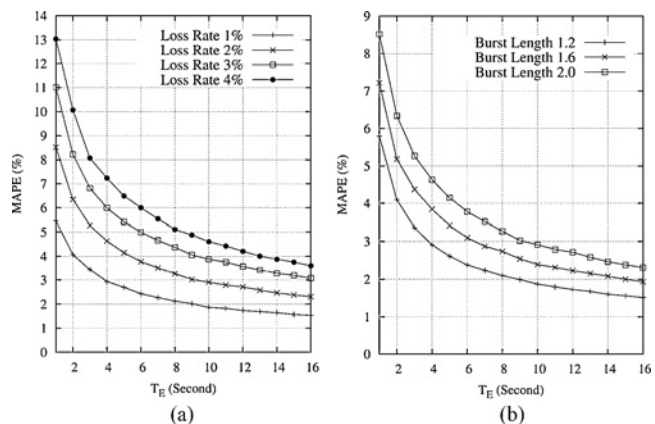 14
13
12
11
10
9
8
7
6
5
4
3
2
1
0
MAPE (%)
Loss Rate 1%
Loss Rate 2%
Loss Rate 3%
Loss Rate 4%
2 4 6 8 10 12 14 16
T_E (Second)
(a)
9
8
7
6
5
4
3
2
1
0
MAPE (%)
Burst Length 1.2
Burst Length 1.6
Burst Length 2.0
2 4 6 8 10 12 14 16
T_E (Second)
(b)